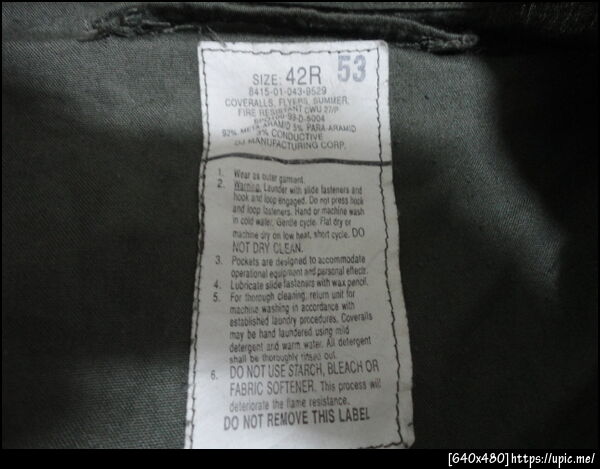 SIZE: 42R 53
8415-01-043-9529
COVERALLS, FLYERS, SUMMER,
FIRE RESISTANT CWU 27/P
92% META-ARAMID 5% PARA-ARAMID
3% CONDUCTIVE
DJ MANUFACTURING CORP.
1. Wear as outer garment.
2. Warning. Launder with slide fasteners and
hook and loop engaged. Do not press hook
and loop fasteners. Hand or machine wash
in cold water. Gentle cycle. Flat dry or
machine dry on low heat, short cycle. DO
NOT DRY CLEAN.
3. Pockets are designed to accommodate
operational equipment and personal effects.
4. Lubricate slide fasteners with wax pencil.
5. For thorough cleaning, return unit for
machine washing in accordance with
established laundry procedures. Coveralls
may be hand laundered using mild
detergent and warm water. All detergent
shall be thoroughly rinsed out.
6. DO NOT USE STARCH, BLEACH OR
FABRIC SOFTENER. This process will
deteriorate the flame resistance.
DO NOT REMOVE THIS LABEL
[640x480]https://upic.me/